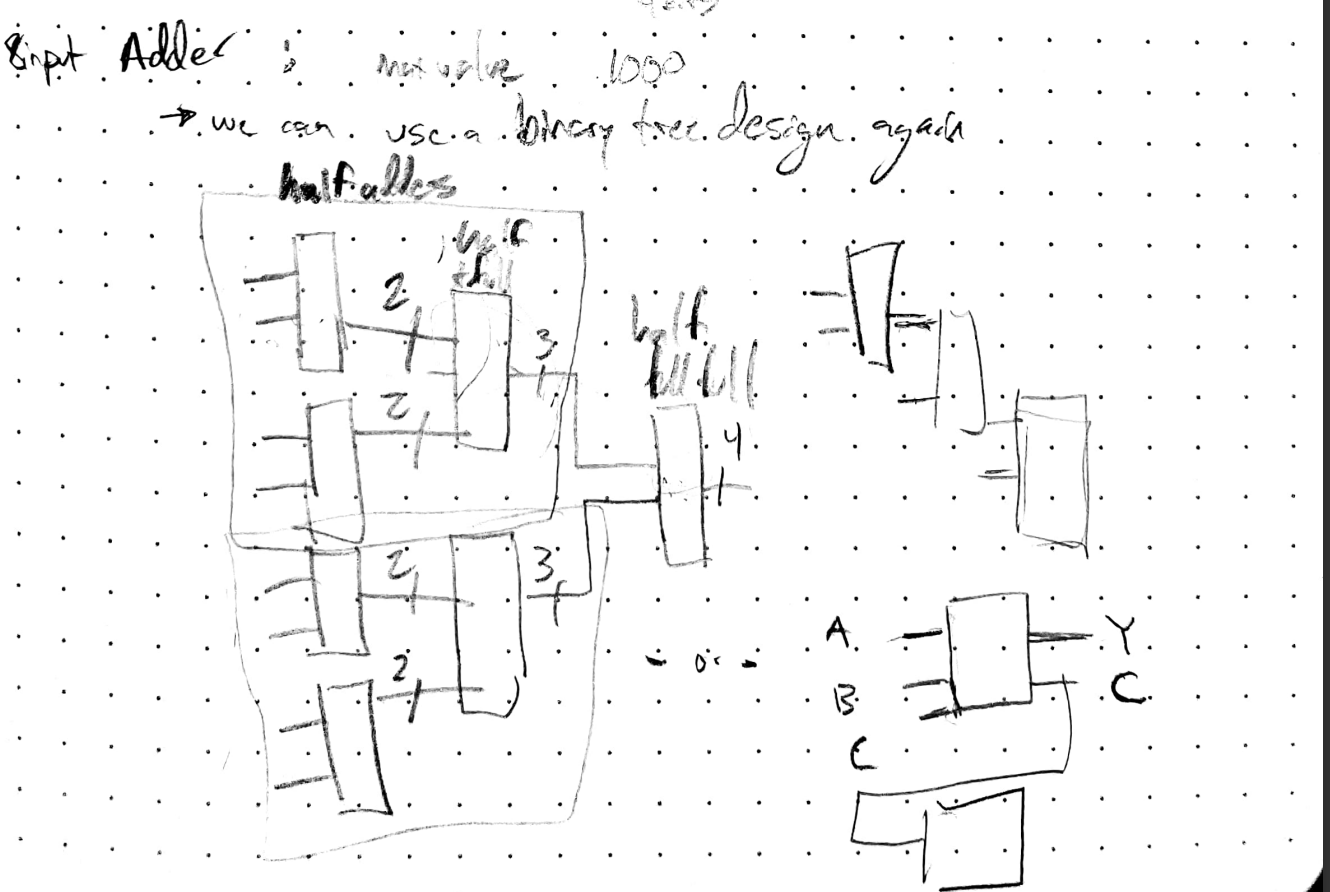 8input Adder : max value 1000
→ we can use a binary tree design again
half adders
half
+ full
2
3
half
full full
2
4
2
3
2
- or -
A
Y
B
C
C